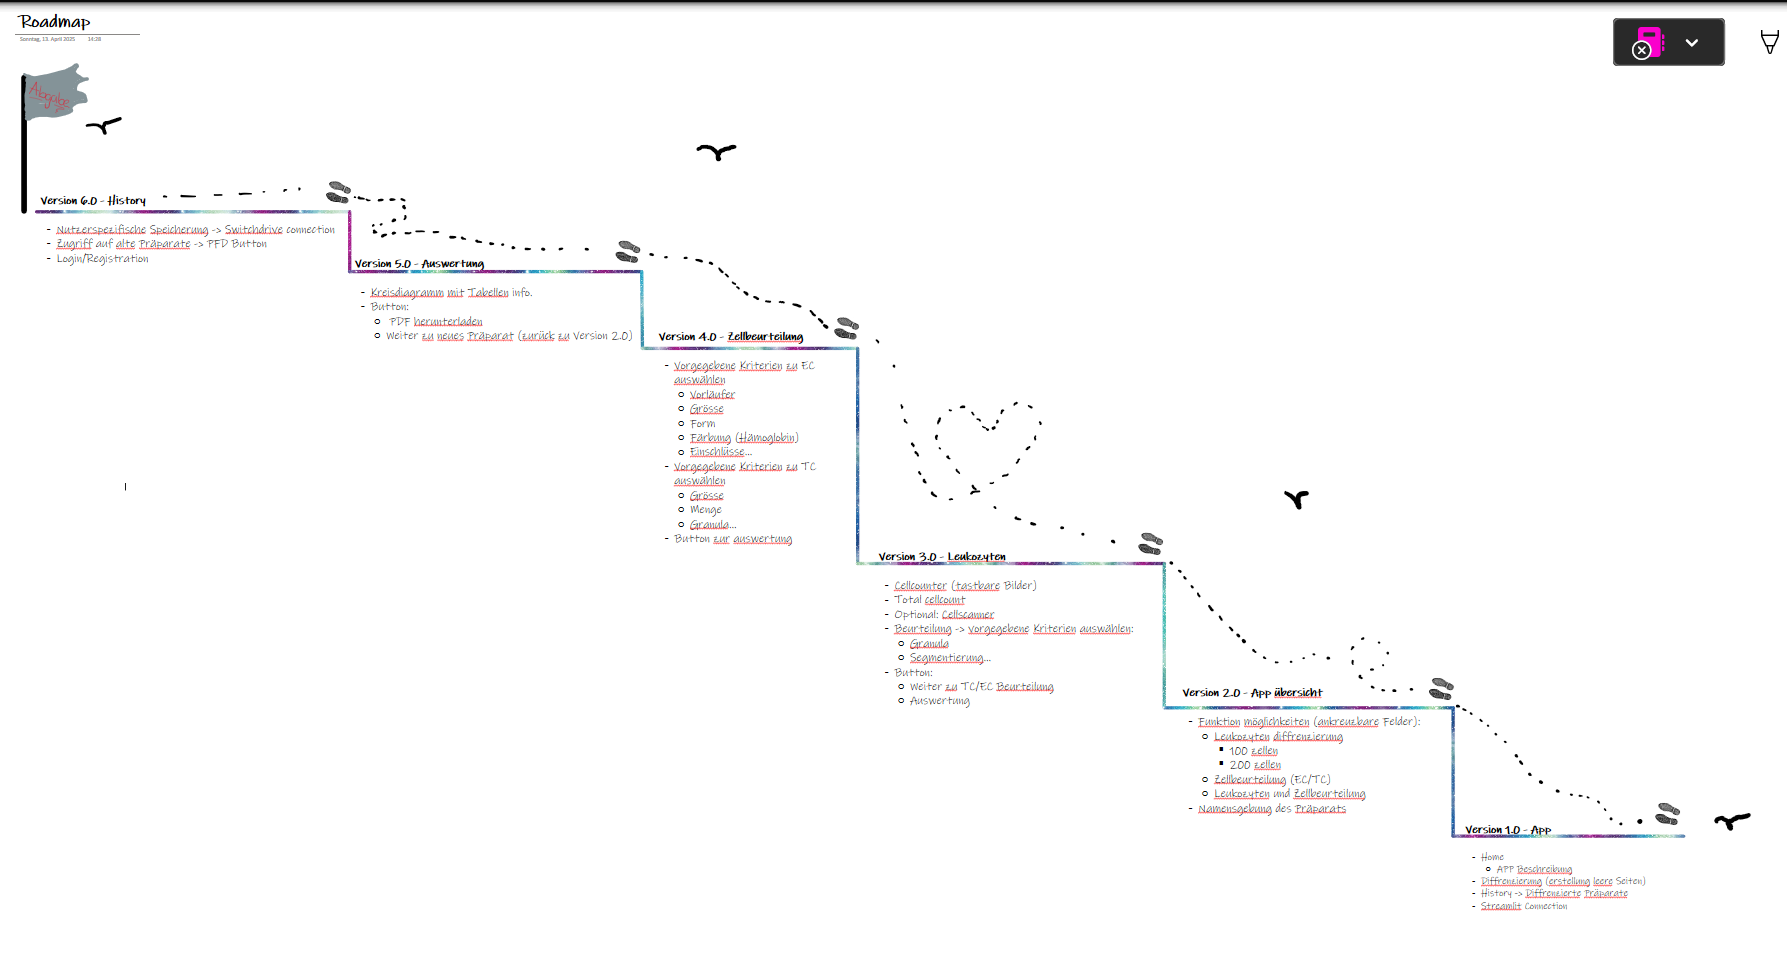 Roadmap
Sonntag, 13. April 2025 14:28
Abgabe
Version 6.0 - History
- Nutzerspezifische Speicherung -> Switchdrive connection
- Zugriff auf alte Präparate -> PFD Button
- Login/Registration
Version 5.0 - Auswertung
- Kreisdiagramm mit Tabellen info.
- Button:
o PDF herunterladen
o Weiter zu neues Präparat (zurück zu Version 2.0)
Version 4.0 - Zellbeurteilung
- Vorgegebene Kriterien zu EC
auswählen
o Vorläufer
o Grösse
o Form
o Färbung (Hämoglobin)
o Einschlüsse...
- Vorgegebene Kriterien zu TC
auswählen
o Grösse
o Menge
o Granula...
- Button zur auswertung
Version 3.0 - Leukozyten
- Cellcounter (tastbare Bilder)
- Total cellcount
- Optional: Cellscanner
- Beurteilung -> vorgegebene Kriterien auswählen:
o Granula
o Segmentierung...
- Button:
o Weiter zu TC/EC Beurteilung
o Auswertung
Version 2.0 - App übersicht
- Funktion möglichkeiten (ankreuzbare Felder):
o Leukozyten diffrenzierung
▪ 100 zellen
▪ 200 zellen
o Zellbeurteilung (EC/TC)
o Leukozyten und Zellbeurteilung
- Namensgebung des Präparats
Version 1.0 - App
- Home
o APP Beschreibung
- Diffrenzierung (erstellung leere Seiten)
- History -> Diffrenzierte Präparate
- Streamlit Connection